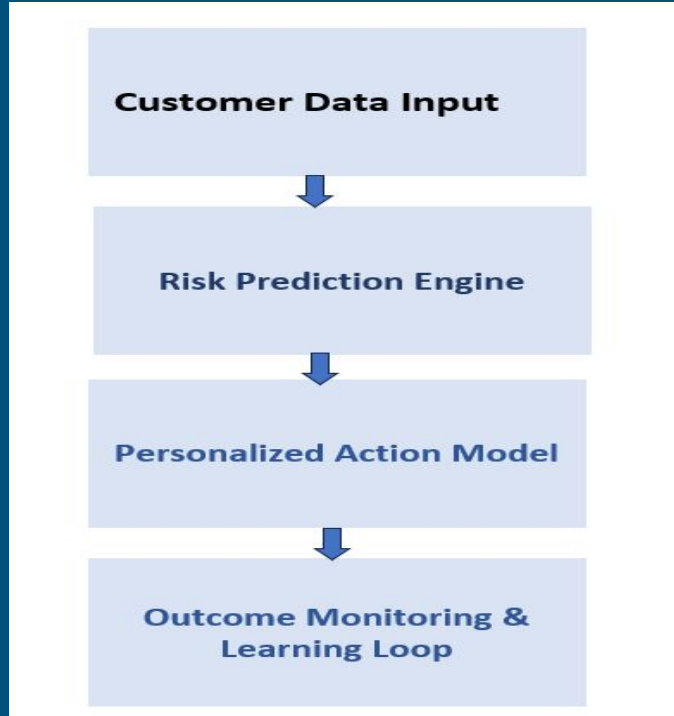 Customer Data Input
Risk Prediction Engine
Personalized Action Model
Outcome Monitoring &
Learning Loop